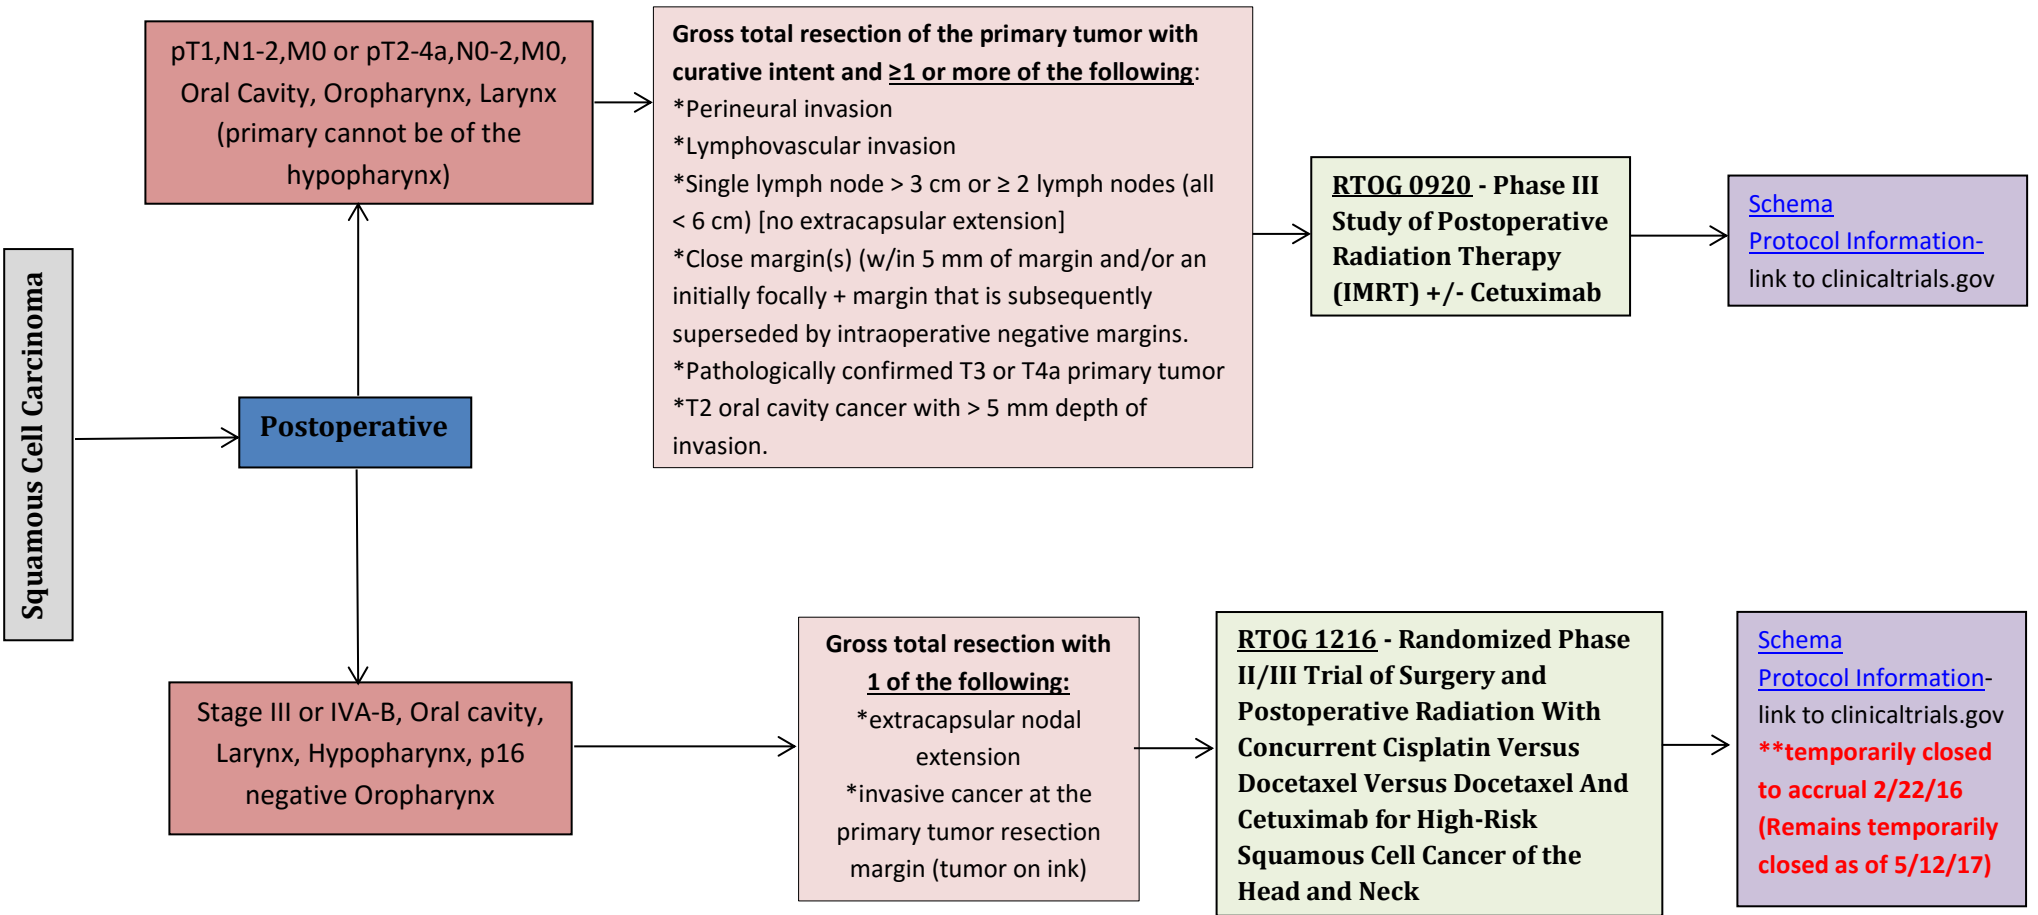 Squamous Cell Carcinoma
Postoperative
pT1,N1-2,M0 or pT2-4a,N0-2,M0,
Oral Cavity, Oropharynx, Larynx
(primary cannot be of the
hypopharynx)
Gross total resection of the primary tumor with
curative intent and ≥1 or more of the following:
*Perineural invasion
*Lymphovascular invasion
*Single lymph node > 3 cm or ≥ 2 lymph nodes (all
< 6 cm) [no extracapsular extension]
*Close margin(s) (w/in 5 mm of margin and/or an
initially focally + margin that is subsequently
superseded by intraoperative negative margins.
*Pathologically confirmed T3 or T4a primary tumor
*T2 oral cavity cancer with > 5 mm depth of
invasion.
RTOG 0920 - Phase III
Study of Postoperative
Radiation Therapy
(IMRT) +/- Cetuximab
Schema
Protocol Information-
link to clinicaltrials.gov
Stage III or IVA-B, Oral cavity,
Larynx, Hypopharynx, p16
negative Oropharynx
Gross total resection with
1 of the following:
*extracapsular nodal
extension
*invasive cancer at the
primary tumor resection
margin (tumor on ink)
RTOG 1216 - Randomized Phase
II/III Trial of Surgery and
Postoperative Radiation With
Concurrent Cisplatin Versus
Docetaxel Versus Docetaxel And
Cetuximab for High-Risk
Squamous Cell Cancer of the
Head and Neck
Schema
Protocol Information-
link to clinicaltrials.gov
**temporarily closed
to accrual 2/22/16
(Remains temporarily
closed as of 5/12/17)